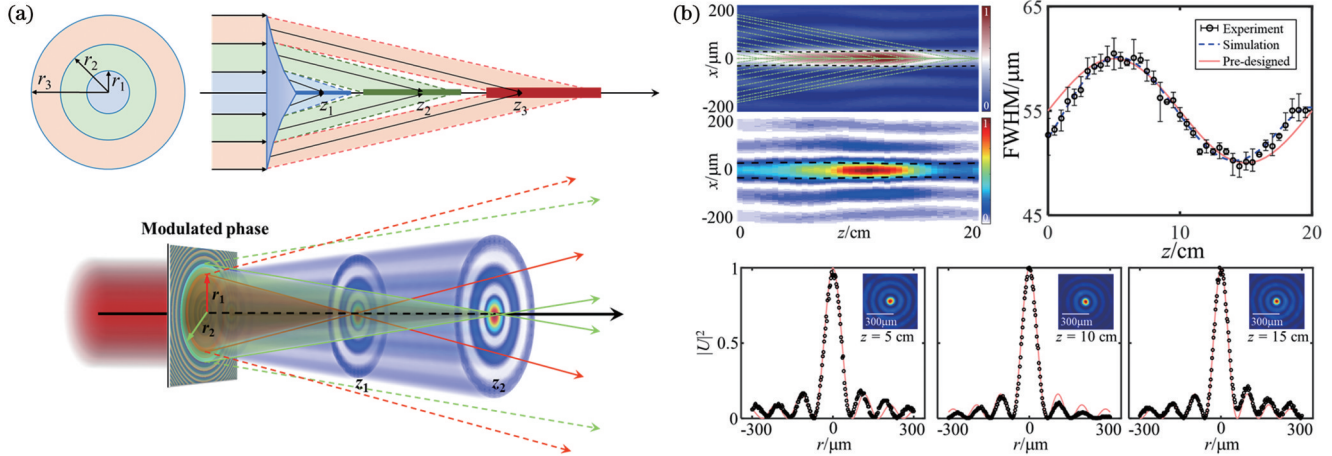 (a)
r3
r2
r1
z1
z2
z3
Modulated phase
r1
r2
z1
z2
(b)
200
x/μm
0
-200
200
x/μm
0
-200
0
z/cm
20
1
0
1
0
65
FWHM/μm
55
45
0
10
20
z/cm
Experiment
Simulation
Pre-designed
1
|U|²
0.5
0
-300
0
300
r/μm
300μm
z = 5 cm
-300
0
300
r/μm
300μm
z = 10 cm
-300
0
300
r/μm
300μm
z = 15 cm